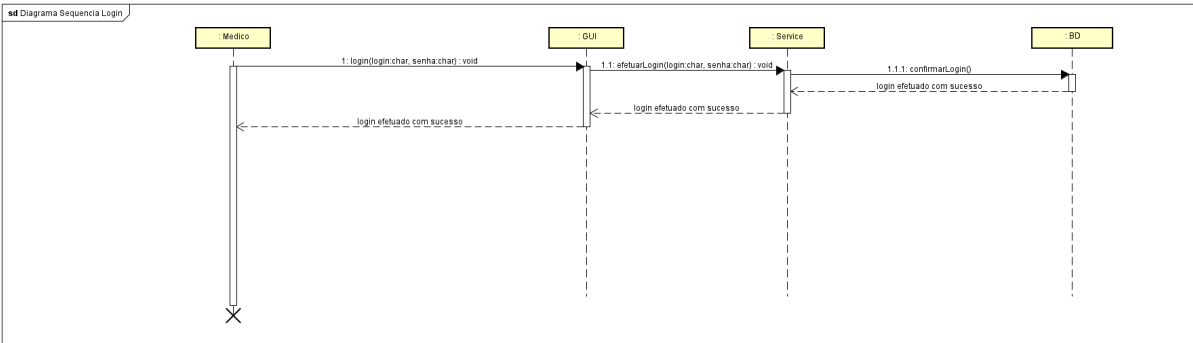 sd Diagrama Sequencia Login
: Medico
: GUI
: Service
: BD
1: login(login:char, senha:char) : void
1.1: efetuarLogin(login:char, senha:char) : void
1.1.1: confirmarLogin()
login efetuado com sucesso
login efetuado com sucesso
login efetuado com sucesso